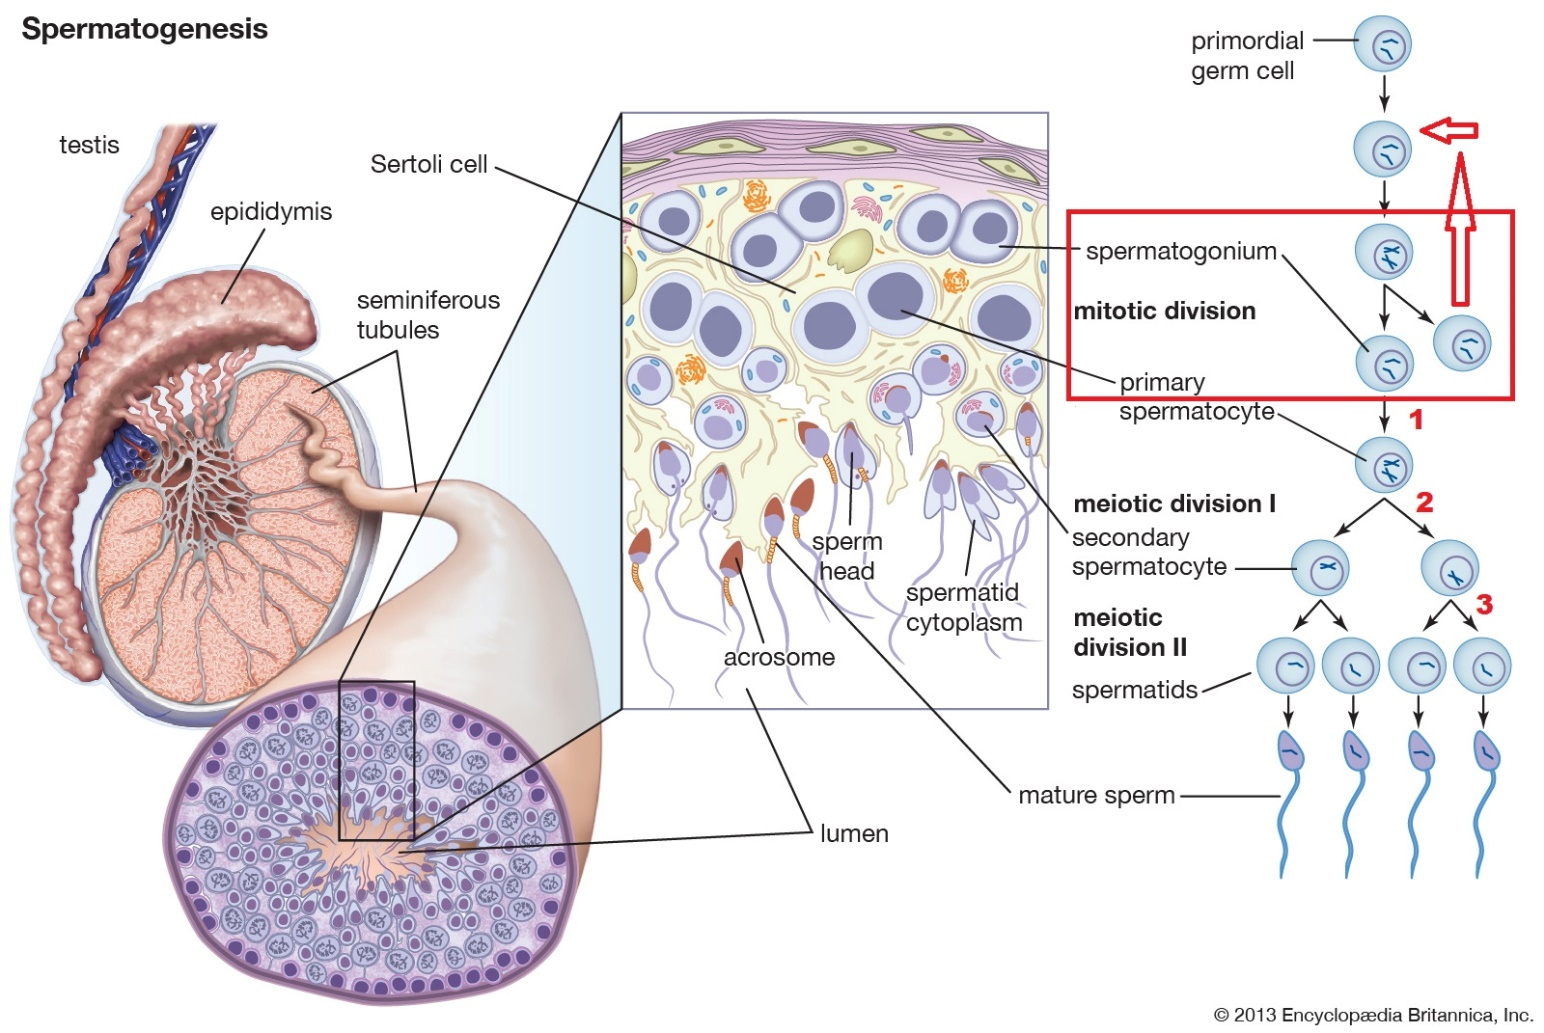 Spermatogenesis
testis
epididymis
Sertoli cell
seminiferous
tubules
sperm
head
spermatid
cytoplasm
acrosome
lumen
primordial
germ cell
spermatogonium
mitotic division
primary
spermatocyte
1
2
meiotic division I
secondary
spermatocyte
3
meiotic
division II
spermatids
mature sperm
© 2013 Encyclopædia Britannica, Inc.